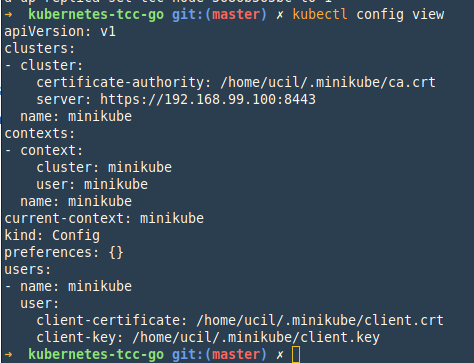 ➜  kubernetes-tcc-go git:(master) ✗ kubectl config view
apiVersion: v1
clusters:
- cluster:
    certificate-authority: /home/ucil/.minikube/ca.crt
    server: https://192.168.99.100:8443
  name: minikube
contexts:
- context:
    cluster: minikube
    user: minikube
  name: minikube
current-context: minikube
kind: Config
preferences: {}
users:
- name: minikube
  user:
    client-certificate: /home/ucil/.minikube/client.crt
    client-key: /home/ucil/.minikube/client.key
➜  kubernetes-tcc-go git:(master) ✗